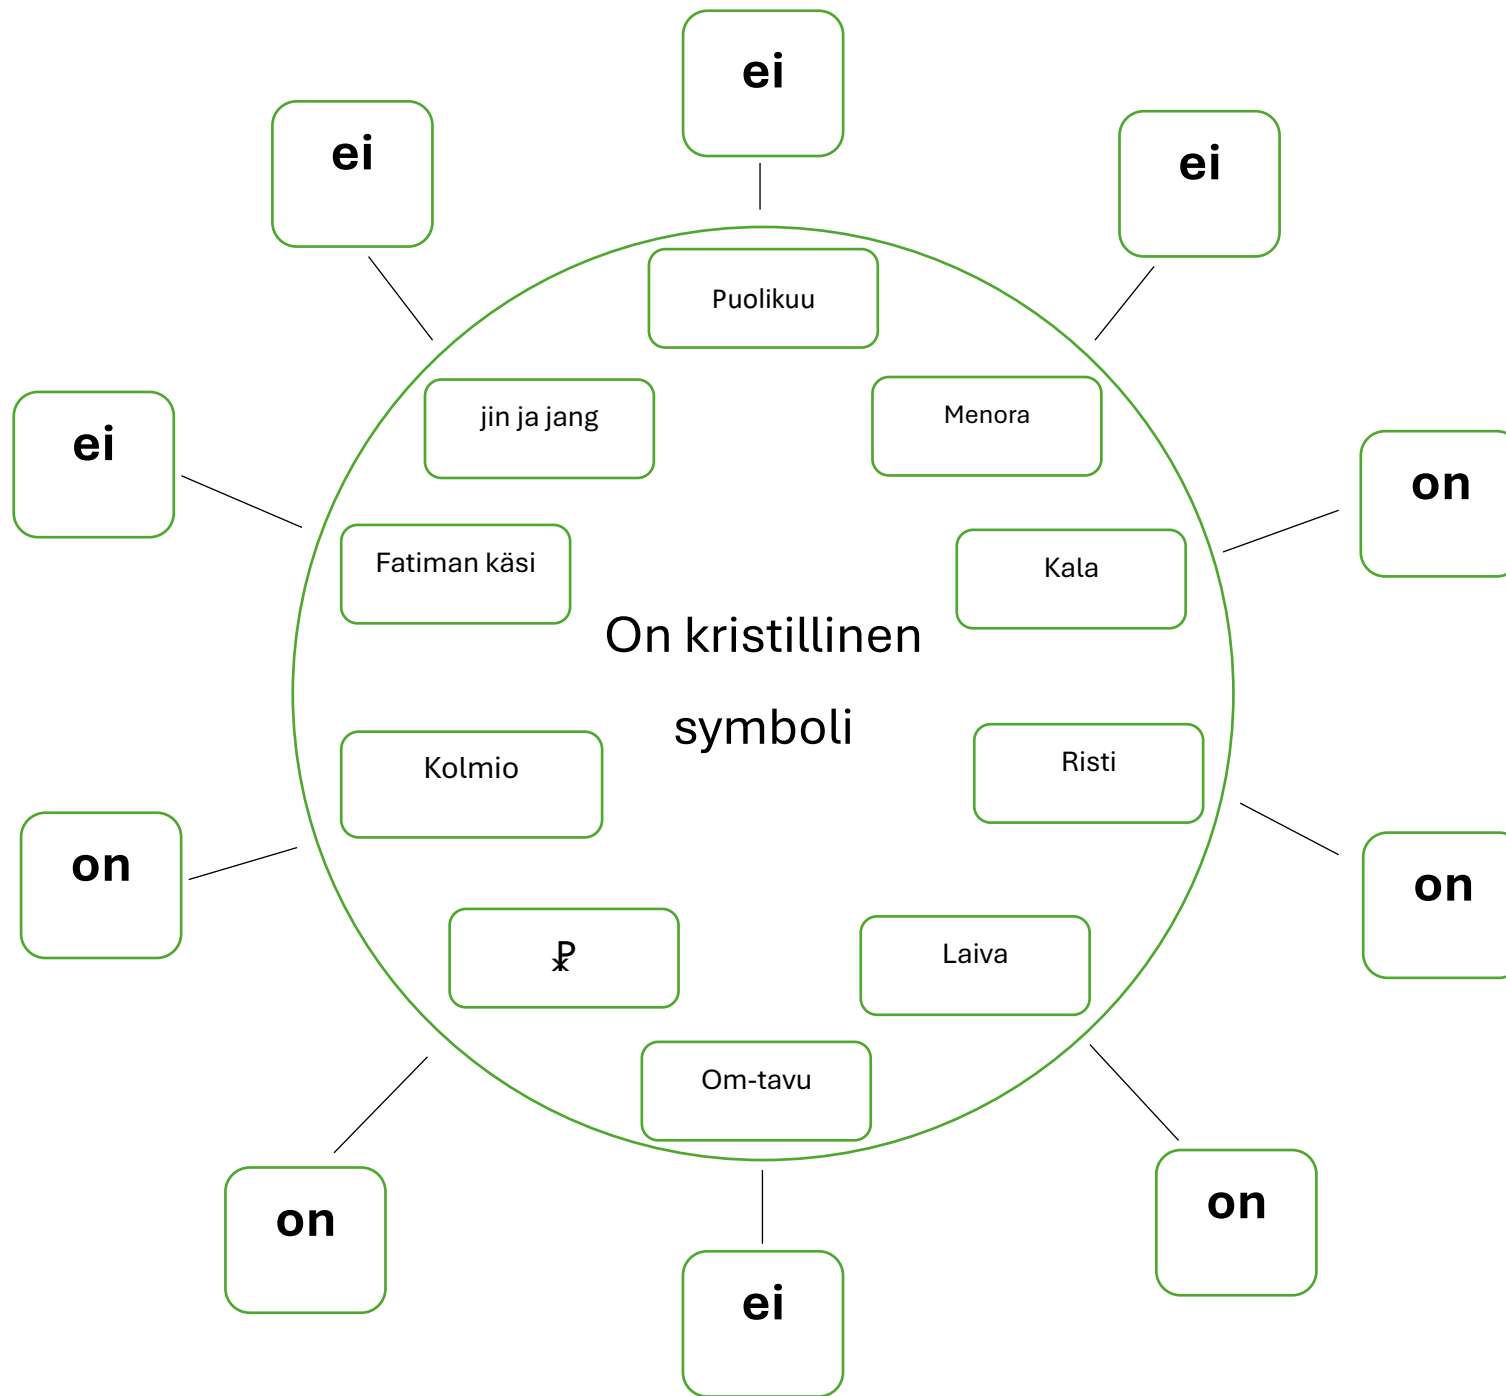 ei
ei
ei
Puolikuu
jin ja jang
Menora
ei
on
Fatiman käsi
Kala
On kristillinen
symboli
Kolmio
Risti
on
on
☧
Laiva
Om-tavu
on
on
ei